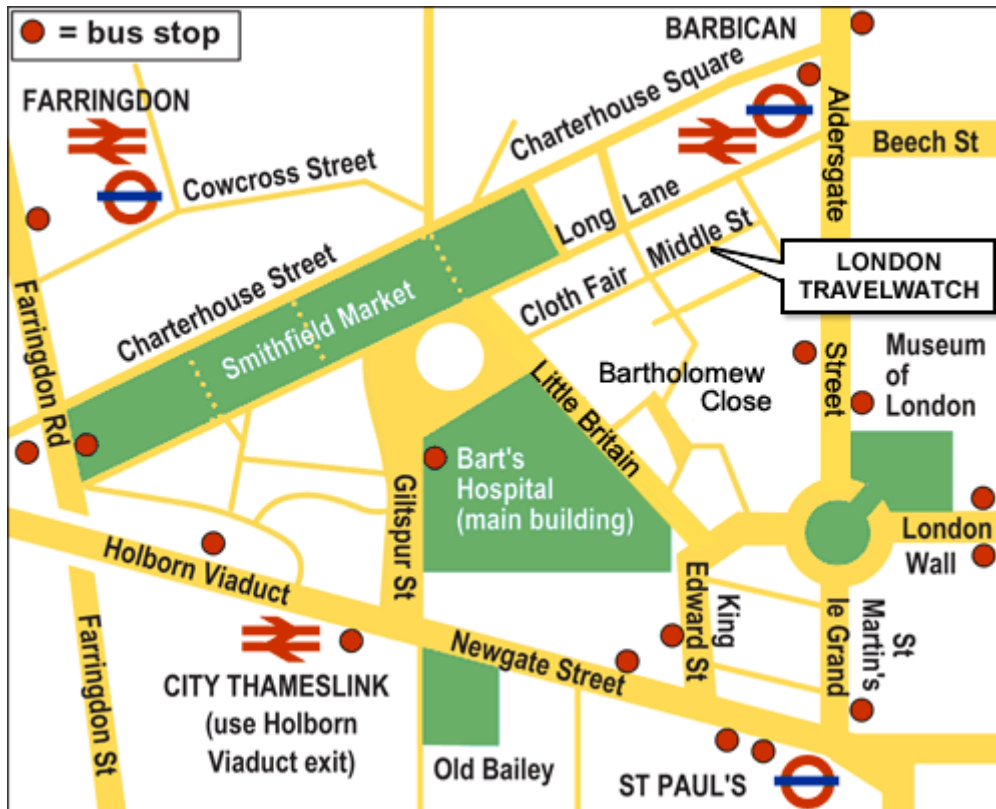 = bus stop
BARBICAN
FARRINGDON
Charterhouse Square
Aldersgate
Beech St
Cowcross Street
Long Lane
Middle St
LONDON
TRAVELWATCH
Charterhouse Street
Cloth Fair
Smithfield Market
Farringdon Rd
Street
Museum
of
London
Bartholomew
Close
Little Britain
Bart's
Hospital
(main building)
Giltspur St
London
Wall
Holborn Viaduct
King
Edward St
St
Martin's
le Grand
Newgate Street
Farringdon St
CITY THAMESLINK
(use Holborn
Viaduct exit)
Old Bailey
ST PAUL'S